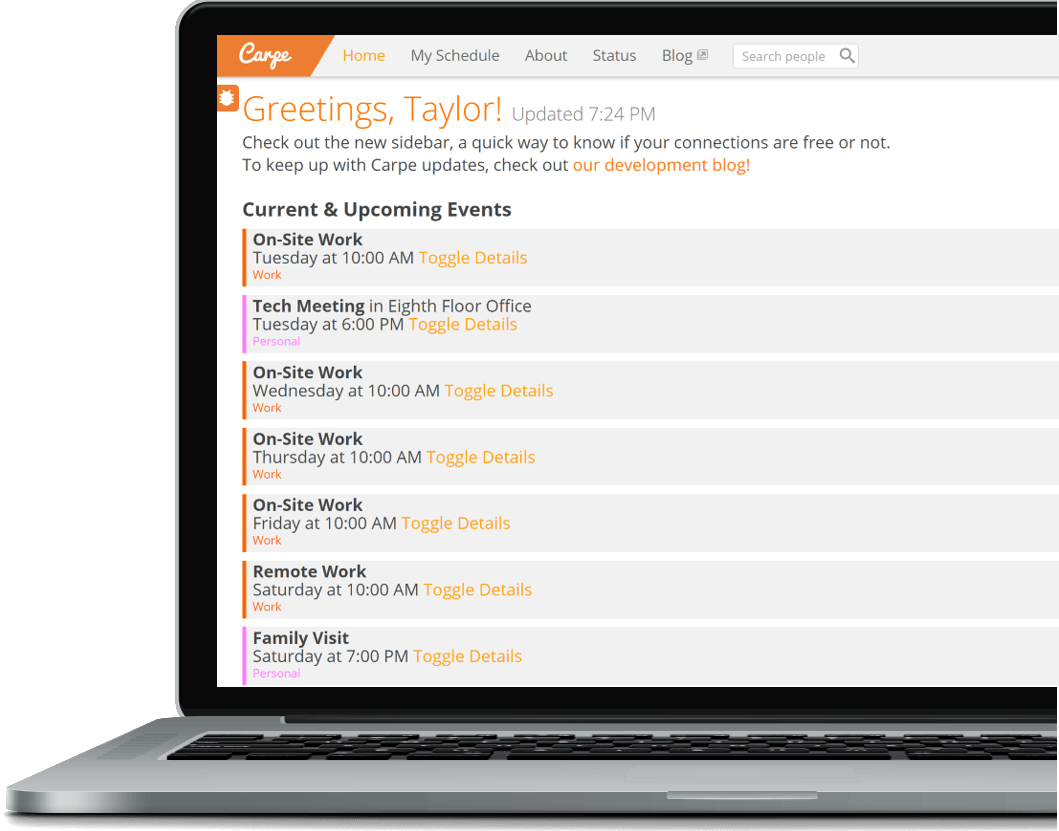 Carpe
Home My Schedule About Status Blog Search people
Greetings, Taylor! Updated 7:24 PM
Check out the new sidebar, a quick way to know if your connections are free or not.
To keep up with Carpe updates, check out our development blog!
Current & Upcoming Events
On-Site Work
Tuesday at 10:00 AM Toggle Details
Work
Tech Meeting in Eighth Floor Office
Tuesday at 6:00 PM Toggle Details
Personal
On-Site Work
Wednesday at 10:00 AM Toggle Details
Work
On-Site Work
Thursday at 10:00 AM Toggle Details
Work
On-Site Work
Friday at 10:00 AM Toggle Details
Work
Remote Work
Saturday at 10:00 AM Toggle Details
Work
Family Visit
Saturday at 7:00 PM Toggle Details
Personal